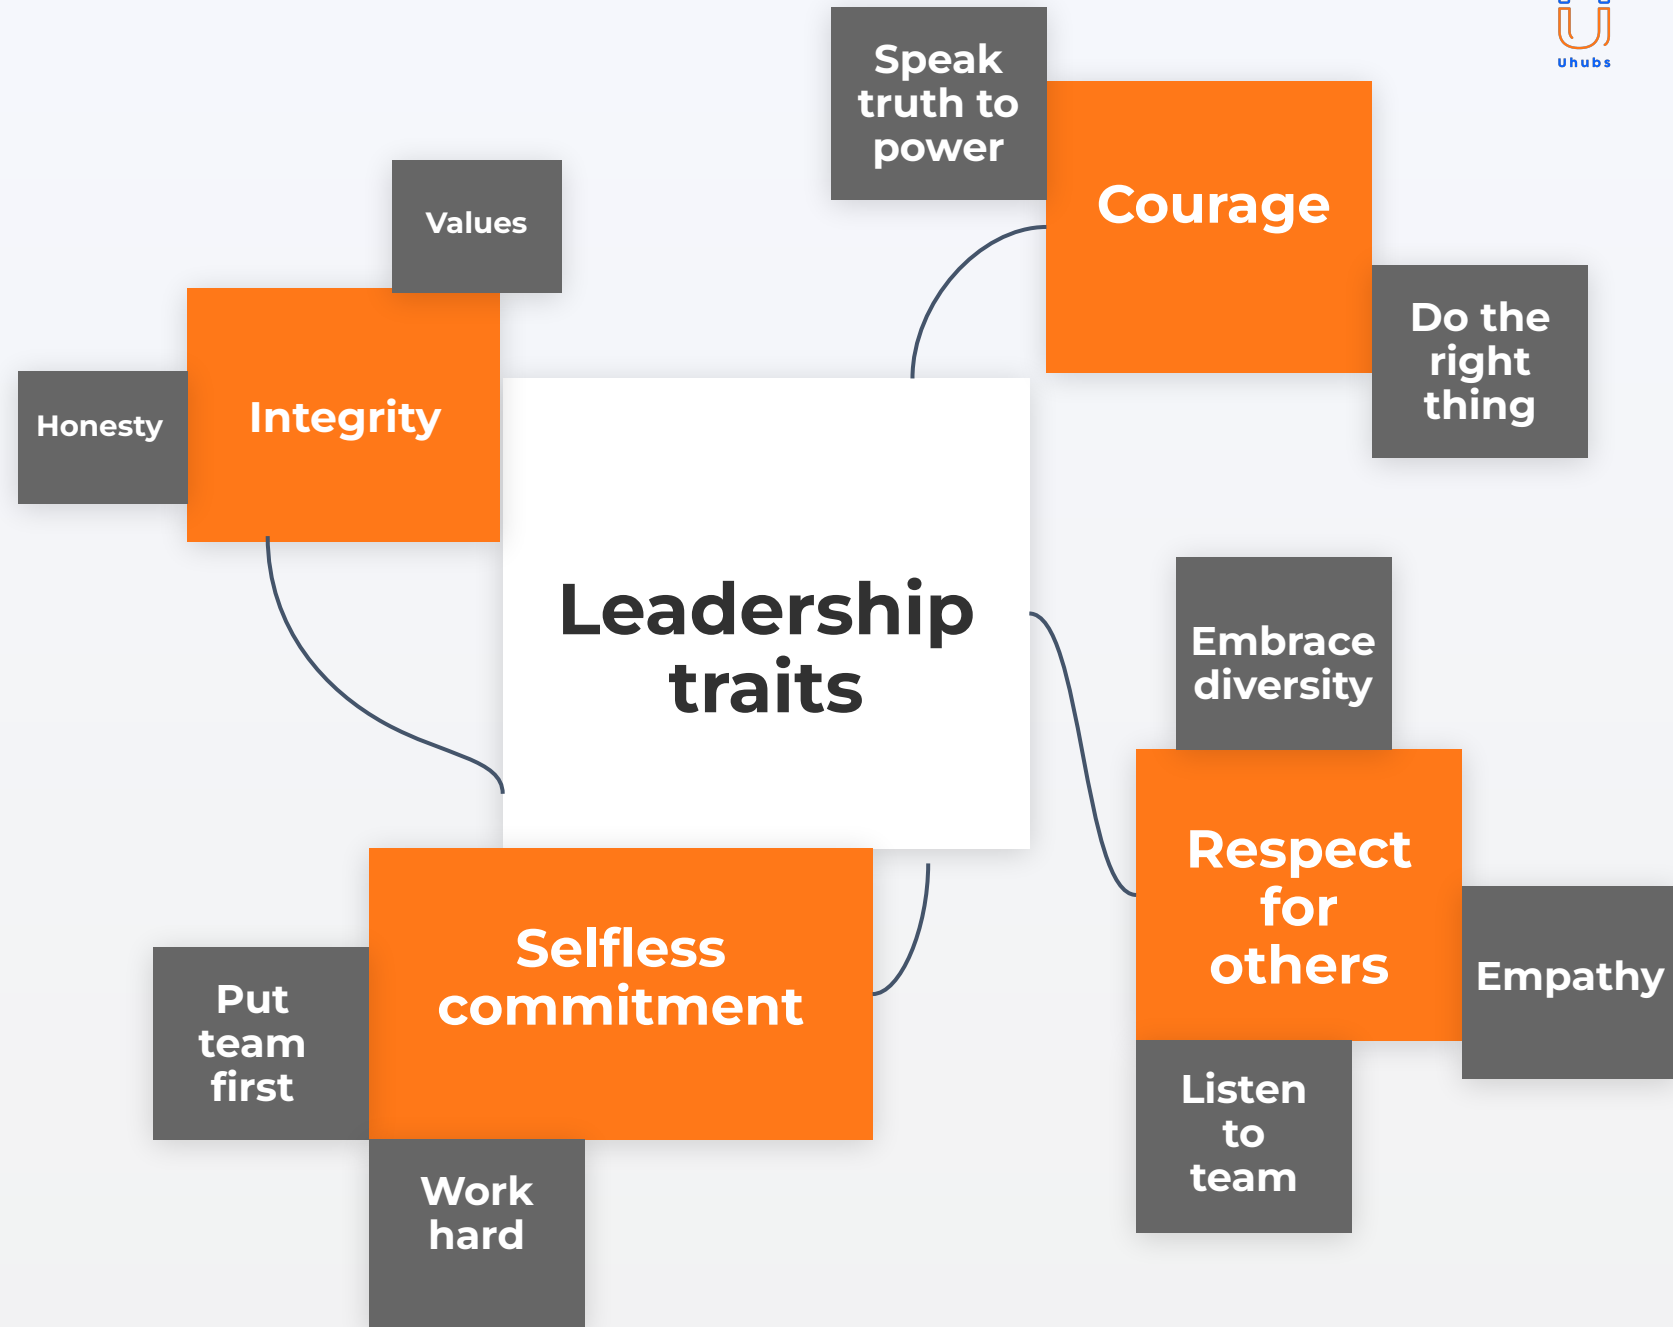 Uhubs
Speak
truth to
power
Courage
Do the
right
thing
Values
Integrity
Honesty
Leadership
traits
Embrace
diversity
Respect
for
others
Empathy
Listen
to
team
Selfless
commitment
Put
team
first
Work
hard